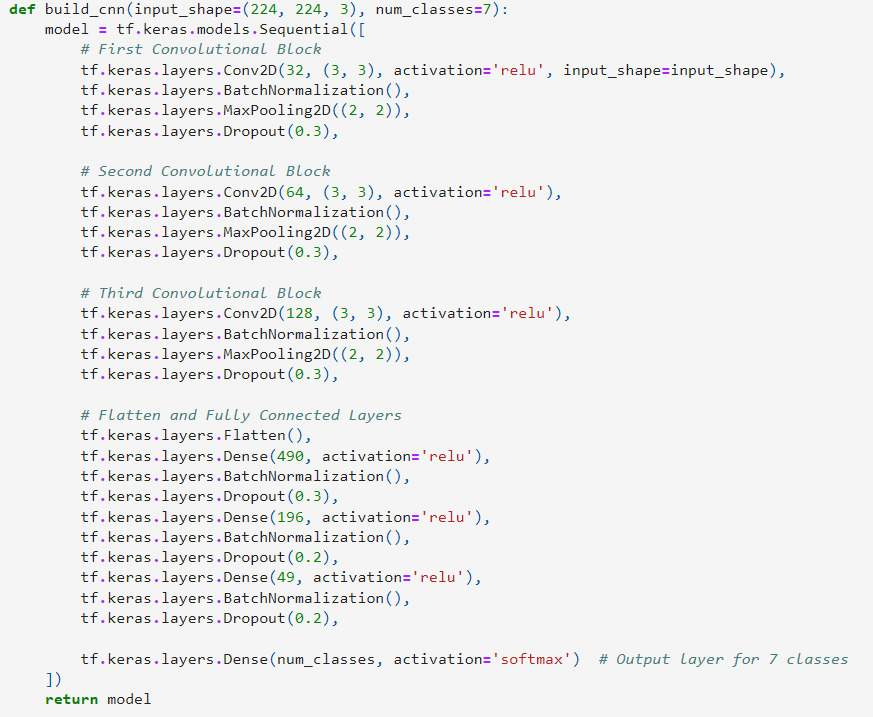 def build_cnn(input_shape=(224, 224, 3), num_classes=7):
    model = tf.keras.models.Sequential([
        # First Convolutional Block
        tf.keras.layers.Conv2D(32, (3, 3), activation='relu', input_shape=input_shape),
        tf.keras.layers.BatchNormalization(),
        tf.keras.layers.MaxPooling2D((2, 2)),
        tf.keras.layers.Dropout(0.3),

        # Second Convolutional Block
        tf.keras.layers.Conv2D(64, (3, 3), activation='relu'),
        tf.keras.layers.BatchNormalization(),
        tf.keras.layers.MaxPooling2D((2, 2)),
        tf.keras.layers.Dropout(0.3),

        # Third Convolutional Block
        tf.keras.layers.Conv2D(128, (3, 3), activation='relu'),
        tf.keras.layers.BatchNormalization(),
        tf.keras.layers.MaxPooling2D((2, 2)),
        tf.keras.layers.Dropout(0.3),

        # Flatten and Fully Connected Layers
        tf.keras.layers.Flatten(),
        tf.keras.layers.Dense(490, activation='relu'),
        tf.keras.layers.BatchNormalization(),
        tf.keras.layers.Dropout(0.3),
        tf.keras.layers.Dense(196, activation='relu'),
        tf.keras.layers.BatchNormalization(),
        tf.keras.layers.Dropout(0.2),
        tf.keras.layers.Dense(49, activation='relu'),
        tf.keras.layers.BatchNormalization(),
        tf.keras.layers.Dropout(0.2),

        tf.keras.layers.Dense(num_classes, activation='softmax')  # Output layer for 7 classes
    ])
    return model